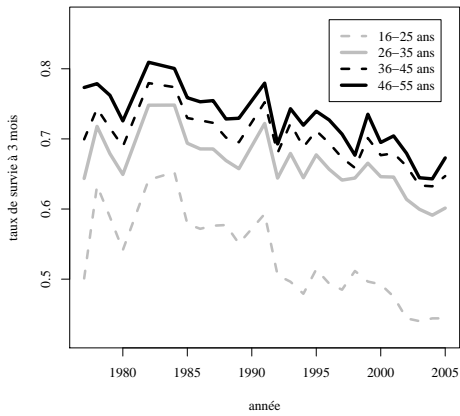 16−25 ans
26−35 ans
36−45 ans
46−55 ans
taux de survie à 3 mois
0.8
0.7
0.6
0.5
1980 1985 1990 1995 2000 2005
année